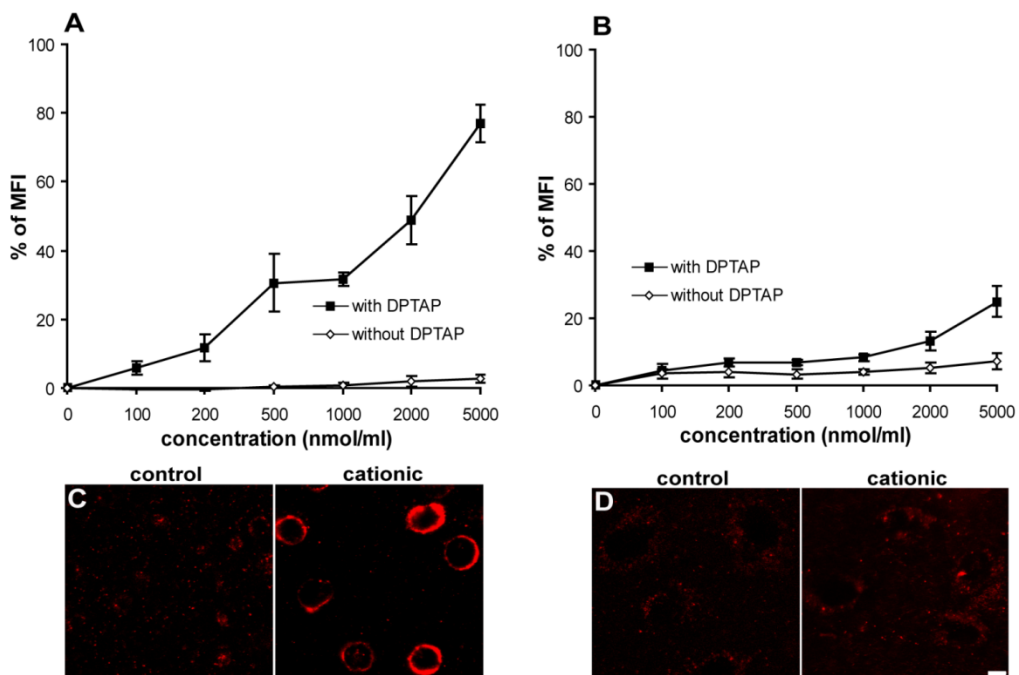 A
100
80
60
40
20
0
% of MFI
with DPTAP
without DPTAP
0 100 200 500 1000 2000 5000
concentration (nmol/ml)
B
100
80
60
40
20
0
% of MFI
with DPTAP
without DPTAP
0 100 200 500 1000 2000 5000
concentration (nmol/ml)
control cationic
C
control cationic
D